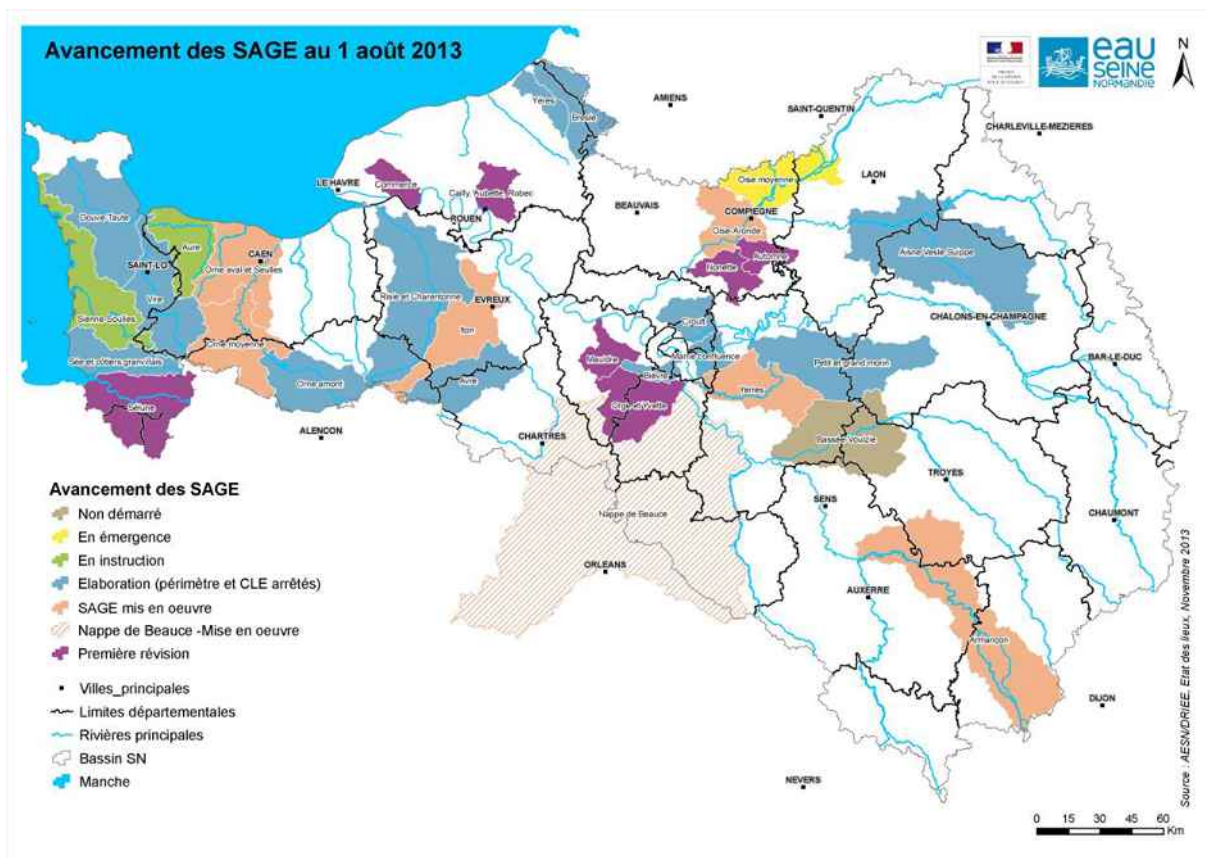 Avancement des SAGE au 1 août 2013
eau
SEINE
NORMANDIE
N
AMIENS
SAINT-QUENTIN
CHARLEVILLE-MEZIERES
Yères
Bresle
LE HAVRE
Commerce
Cailly, Aubette, Robec
ROUEN
BEAUVAIS
Oise moyenne
LAON
COMPIEGNE
Oise-Aronde
Automne
Nonette
Aisne Vesle Suippe
Douve-Taute
Aure
SAINT-LO
CAEN
Orne aval et Seulles
Vire
Sienne-Soulles
Risle et Charentonne
EVREUX
Iton
CHALONS-EN-CHAMPAGNE
Sée et côtiers granvillais
Orne moyenne
Orne amont
Avre
Croult
Mauldre
Marne confluence
Bièvre
Petit et grand morin
BAR-LE-DUC
Sélune
Orge et Yvette
Yerres
ALENCON
CHARTRES
Bassée-Voulzie
TROYES
SENS
CHAUMONT
Nappe de Beauce
ORLEANS
AUXERRE
Armançon
DIJON
NEVERS
Avancement des SAGE
Non démarré
En émergence
En instruction
Elaboration (périmètre et CLE arrêtés)
SAGE mis en oeuvre
Nappe de Beauce -Mise en oeuvre
Première révision
Villes_principales
Limites départementales
Rivières principales
Bassin SN
Manche
0 15 30 45 60
Km
Source : AESN/DRIEE, Etat des lieux, Novembre 2013